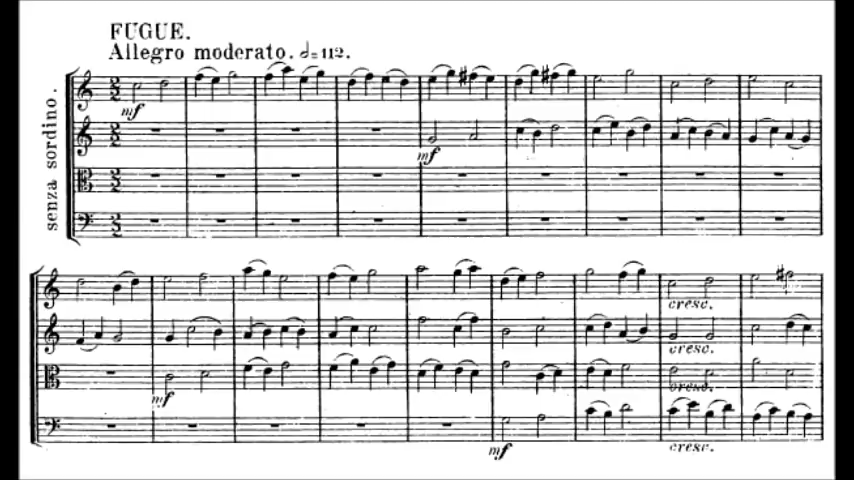 FUGUE.
Allegro moderato. 𝅗𝅥=112.
senza sordino.
mf
mf
cresc.
cresc.
mf
cresc.
mf
cresc.